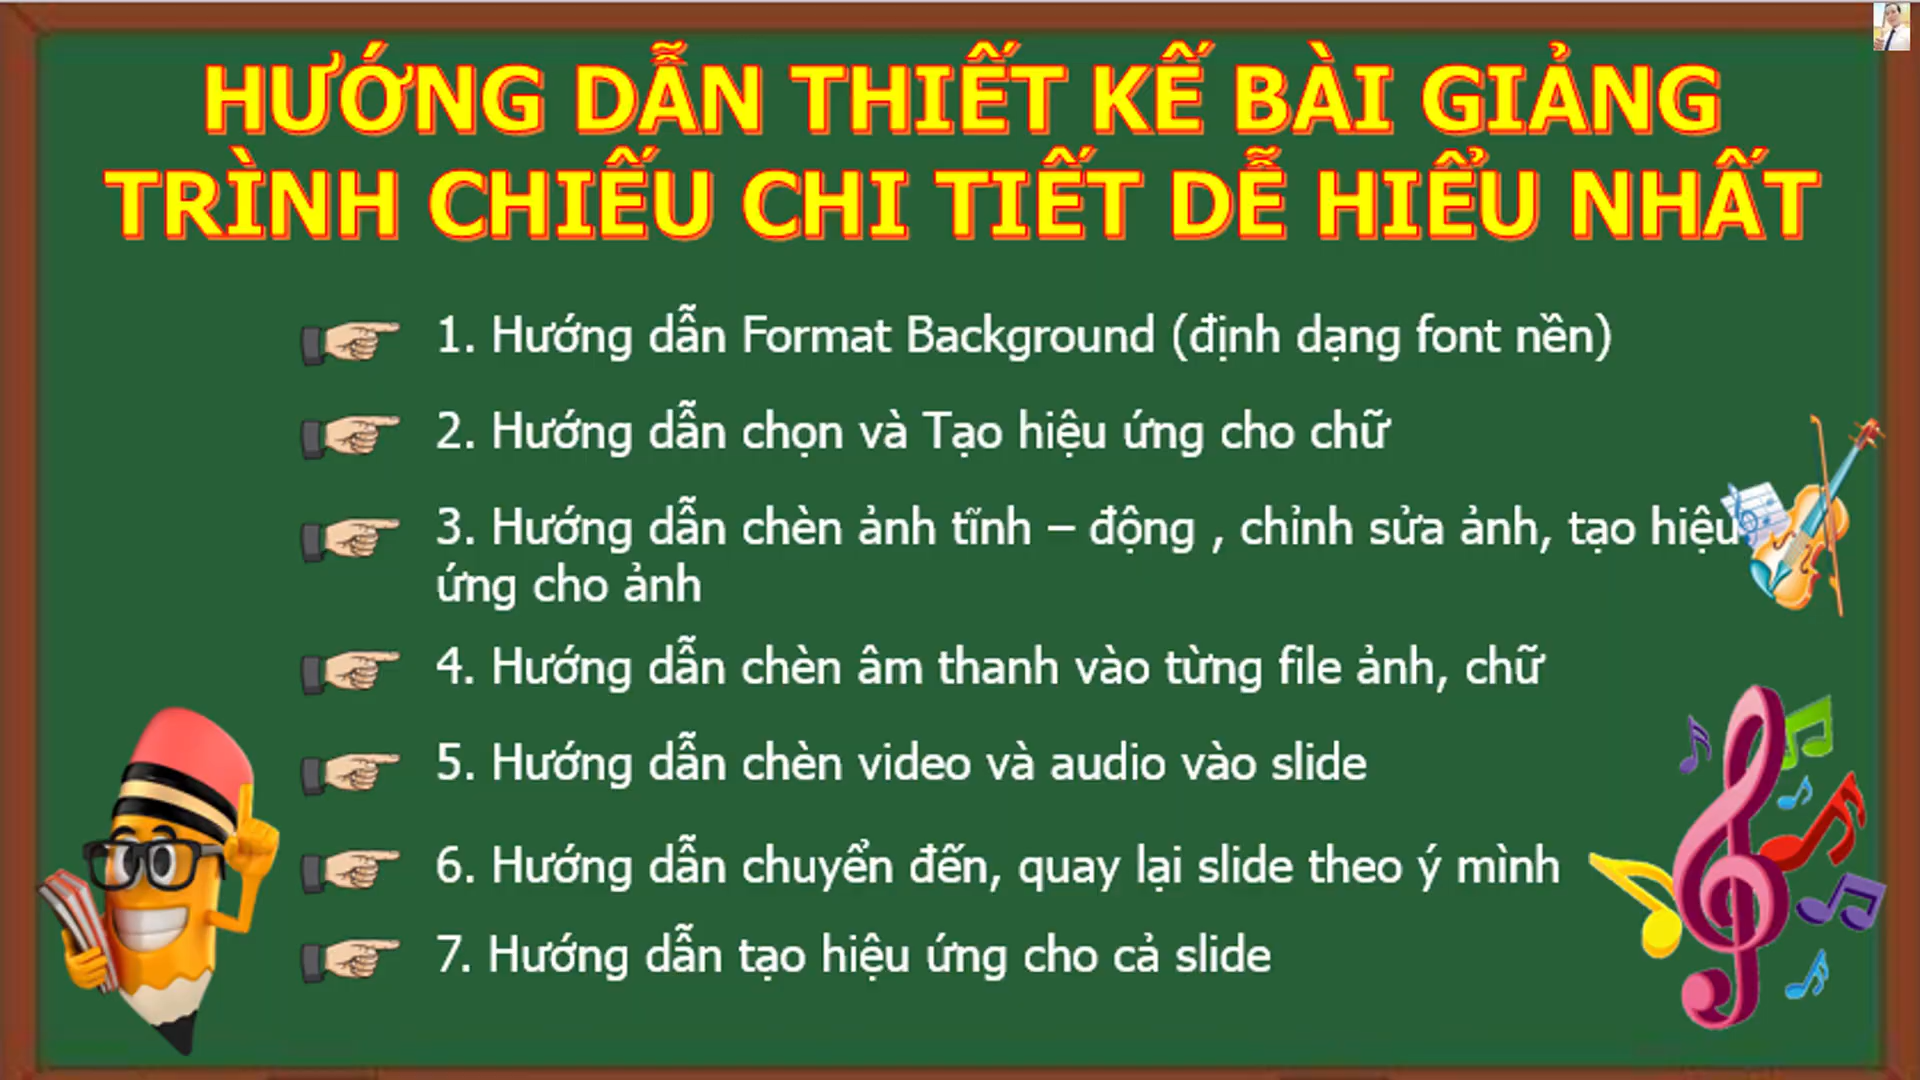 HƯỚNG DẪN THIẾT KẾ BÀI GIẢNG
TRÌNH CHIẾU CHI TIẾT DỄ HIỂU NHẤT
1. Hướng dẫn Format Background (định dạng font nền)
2. Hướng dẫn chọn và Tạo hiệu ứng cho chữ
3. Hướng dẫn chèn ảnh tĩnh – động , chỉnh sửa ảnh, tạo hiệu
ứng cho ảnh
4. Hướng dẫn chèn âm thanh vào từng file ảnh, chữ
5. Hướng dẫn chèn video và audio vào slide
6. Hướng dẫn chuyển đến, quay lại slide theo ý mình
7. Hướng dẫn tạo hiệu ứng cho cả slide